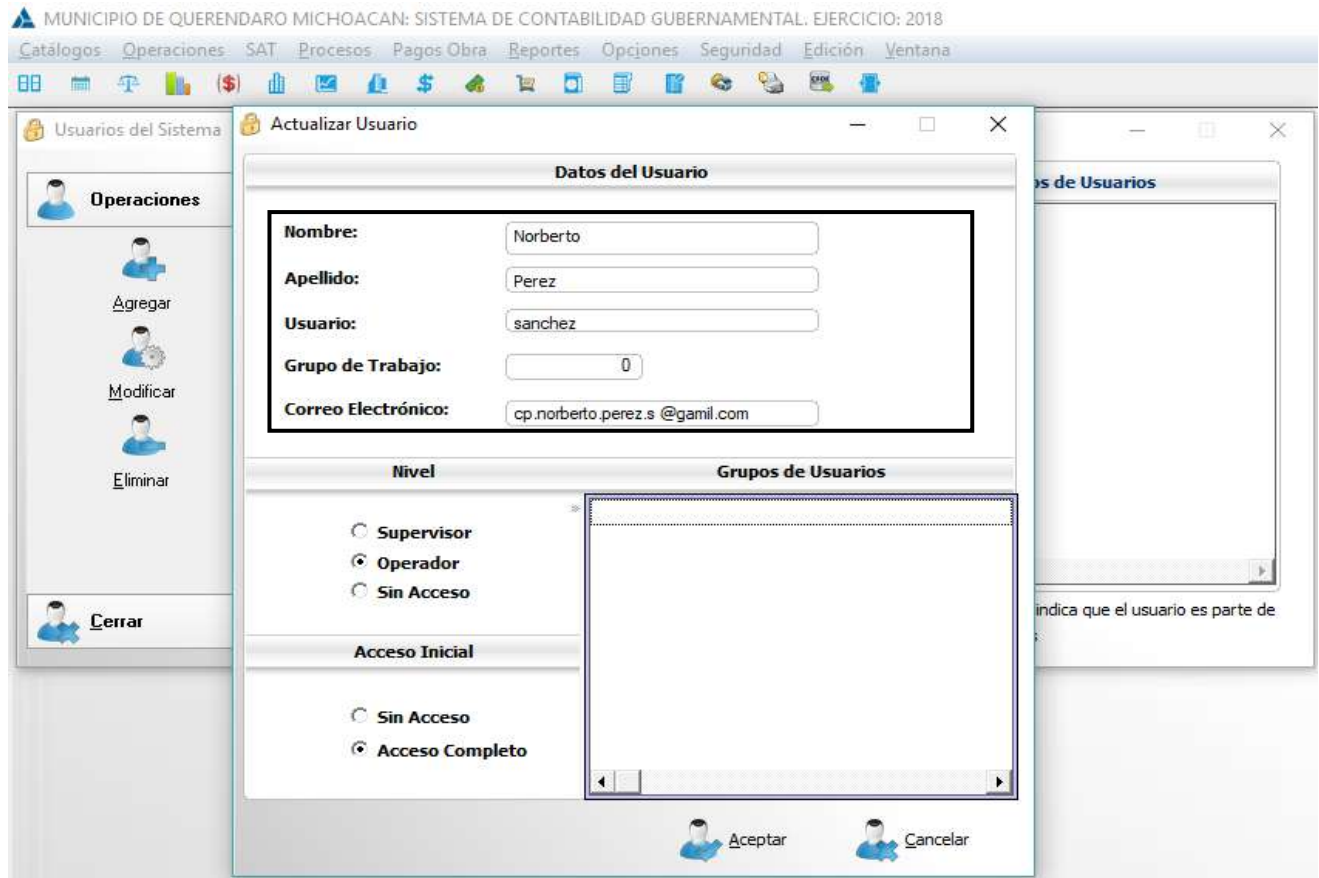 MUNICIPIO DE QUERENDARO MICHOACAN: SISTEMA DE CONTABILIDAD GUBERNAMENTAL. EJERCICIO: 2018
Catálogos Operaciones SAT Procesos Pagos Obra Reportes Opciones Seguridad Edición Ventana
Usuarios del Sistema
Operaciones
Agregar
Modificar
Eliminar
Cerrar
Actualizar Usuario
Datos del Usuario
Nombre: Norberto
Apellido: Perez
Usuario: sanchez
Grupo de Trabajo: 0
Correo Electrónico: cp.norberto.perez.s @gamil.com
Nivel
Supervisor
Operador
Sin Acceso
Acceso Inicial
Sin Acceso
Acceso Completo
Grupos de Usuarios
Aceptar Cancelar
de Usuarios
indica que el usuario es parte de